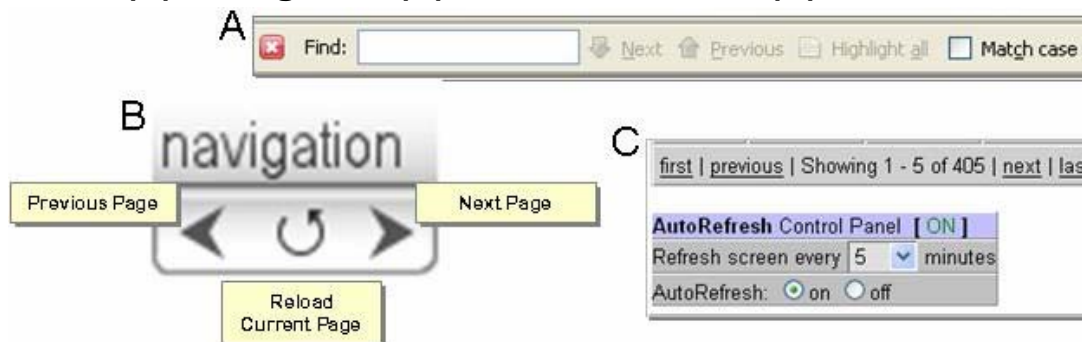 A
Find: Next Previous Highlight all Match case
B
navigation
Previous Page
Next Page
Reload
Current Page
C
first | previous | Showing 1 - 5 of 405 | next | las
AutoRefresh Control Panel [ ON ]
Refresh screen every 5 minutes
AutoRefresh: on off